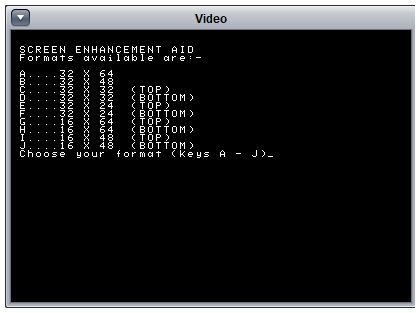 Video
SCREEN ENHANCEMENT AID
Formats available are:-
A....32 X 64
B....32 X 48
C....32 X 32 (TOP)
D....32 X 32 (BOTTOM)
E....32 X 24 (TOP)
F....32 X 24 (BOTTOM)
G....16 X 64 (TOP)
H....16 X 64 (BOTTOM)
I....16 X 48 (TOP)
J....16 X 48 (BOTTOM)
Choose your format (Keys A - J)_